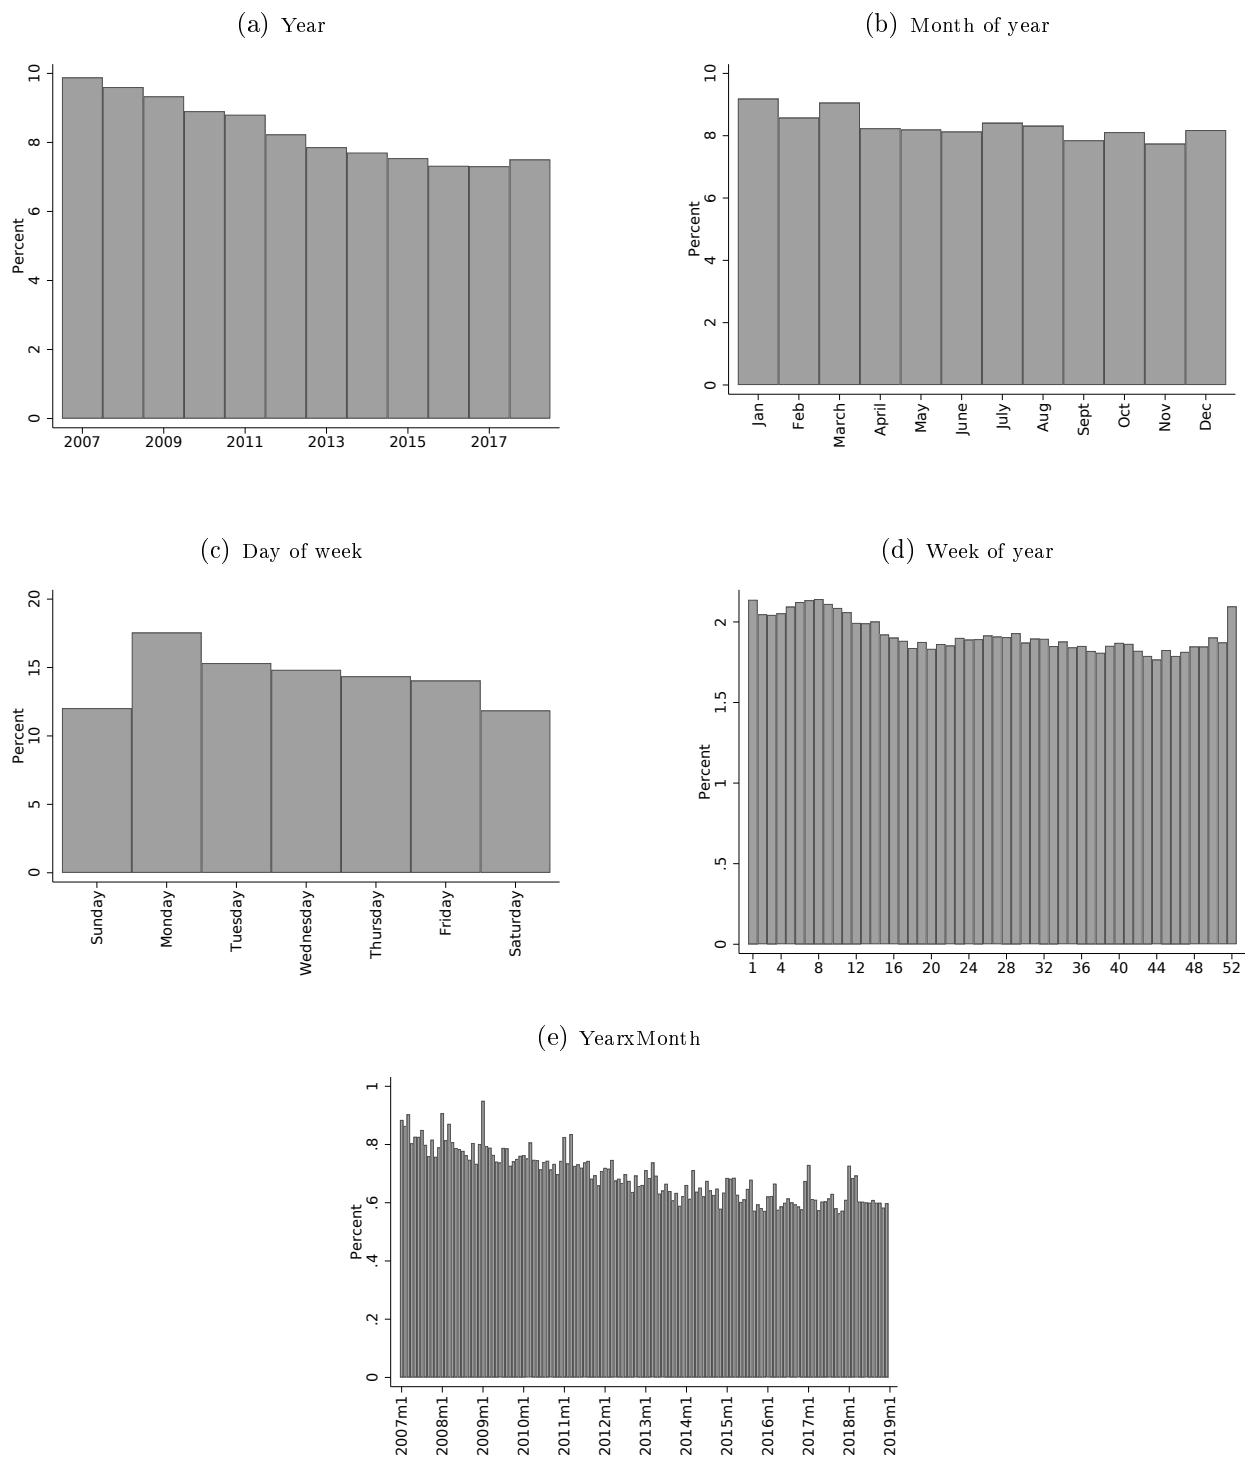 (a) Year
Percent
10
8
6
4
2
0
2007 2009 2011 2013 2015 2017
(b) Month of year
Percent
10
8
6
4
2
0
Jan Feb March April May June July Aug Sept Oct Nov Dec
(c) Day of week
Percent
20
15
10
5
0
Sunday Monday Tuesday Wednesday Thursday Friday Saturday
(d) Week of year
Percent
2
1.5
1
.5
0
1 4 8 12 16 20 24 28 32 36 40 44 48 52
(e) YearxMonth
Percent
1
.8
.6
.4
.2
0
2007m1 2008m1 2009m1 2010m1 2011m1 2012m1 2013m1 2014m1 2015m1 2016m1 2017m1 2018m1 2019m1